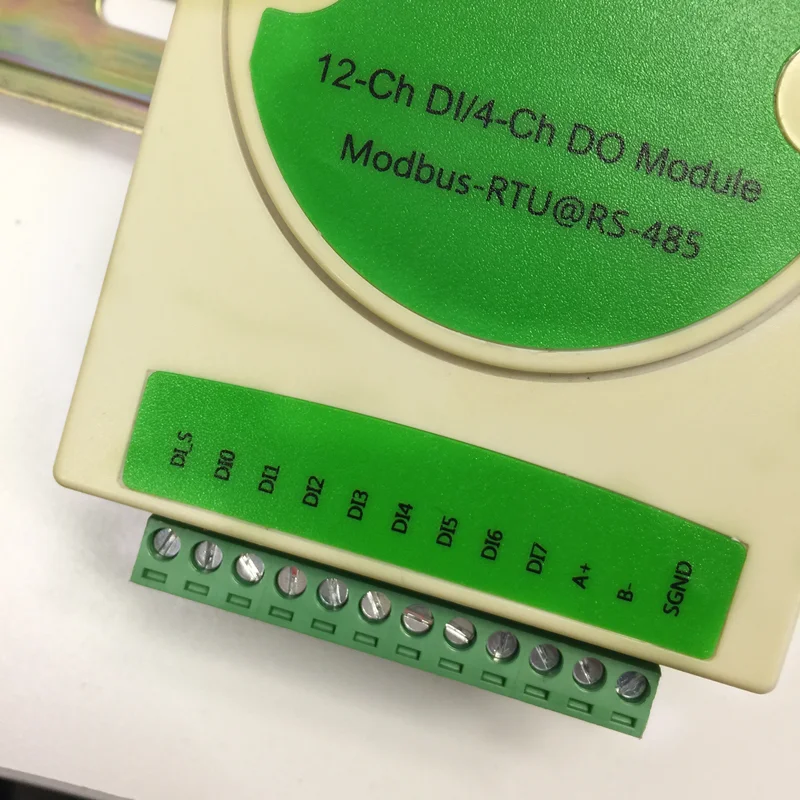 12-Ch DI/4-Ch DO Module
Modbus-RTU@RS-485
DI_S
DI0
DI1
DI2
DI3
DI4
DI5
DI6
DI7
A+
B-
SGND